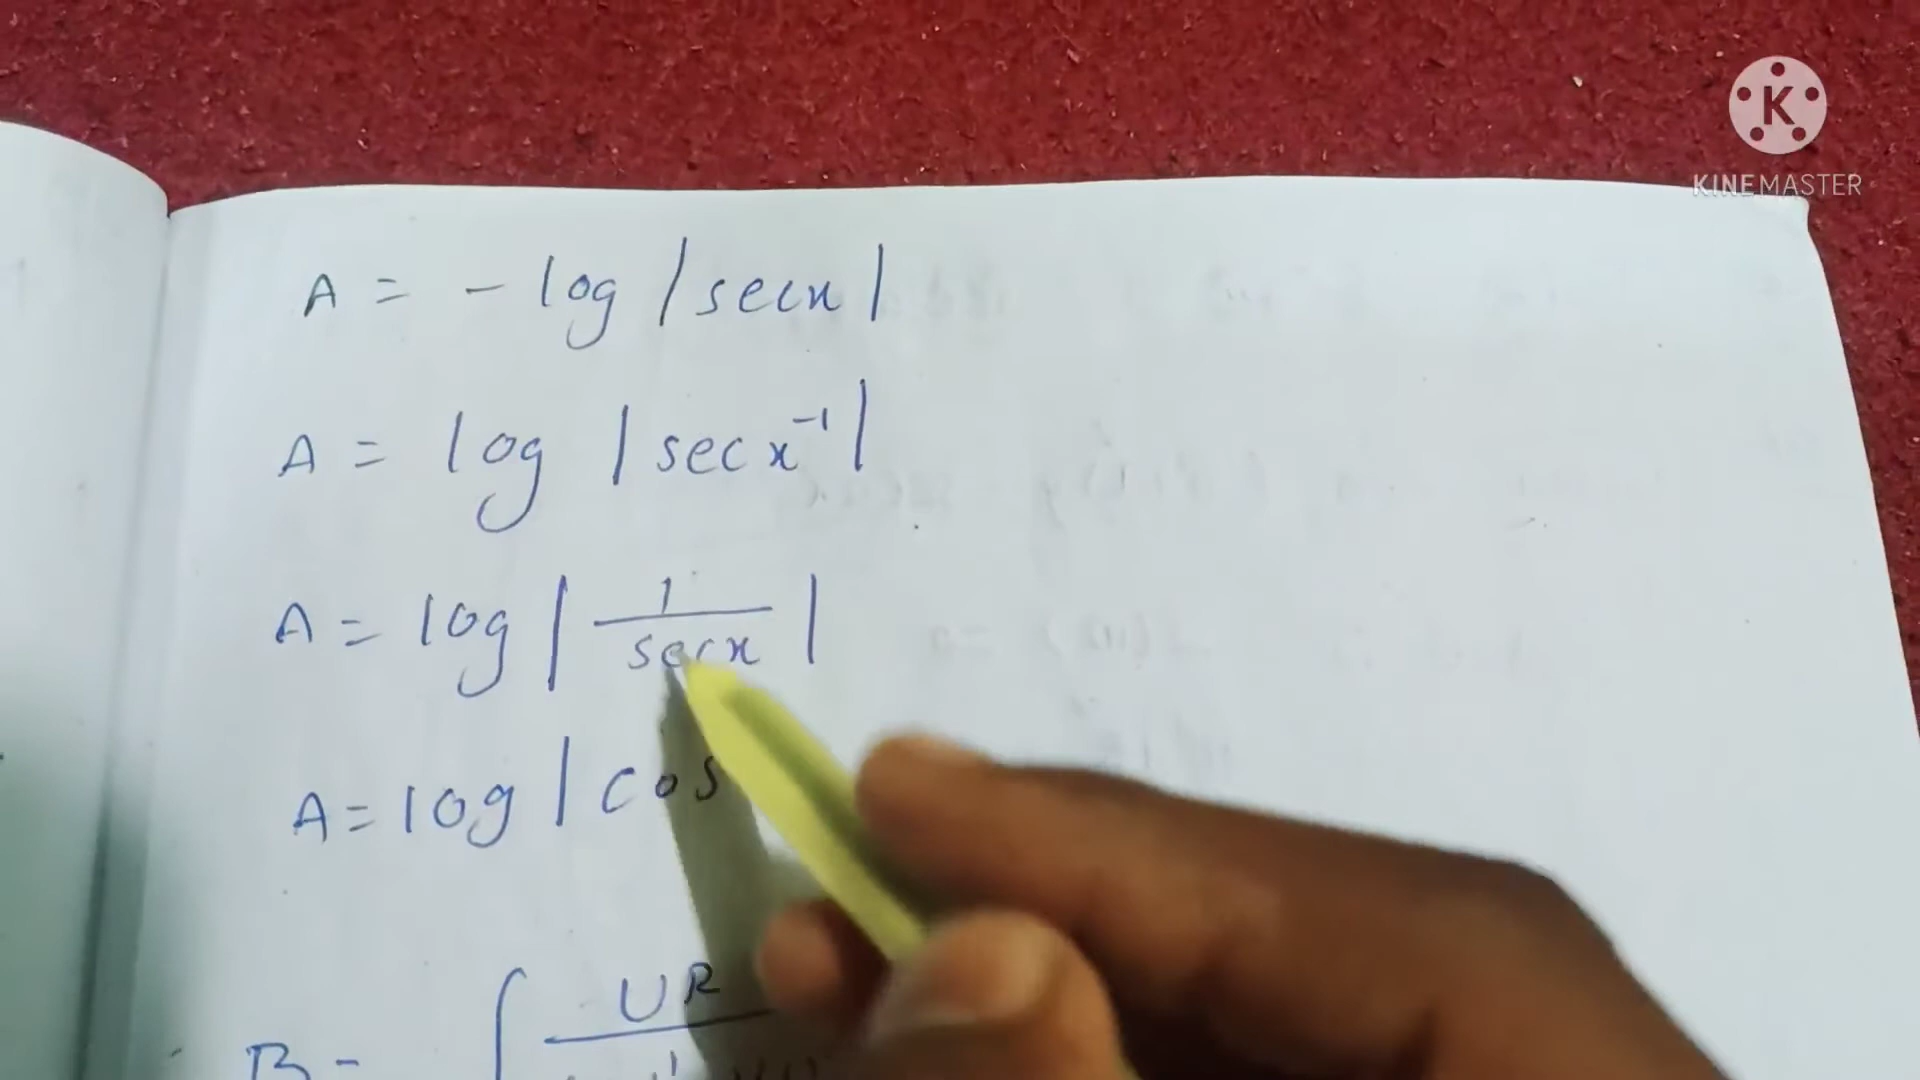 K
KINEMASTER
A = - log |secx|
A = log |secx⁻¹|
A = log | 1/secx |
A = log | cos
B = ∫ UR